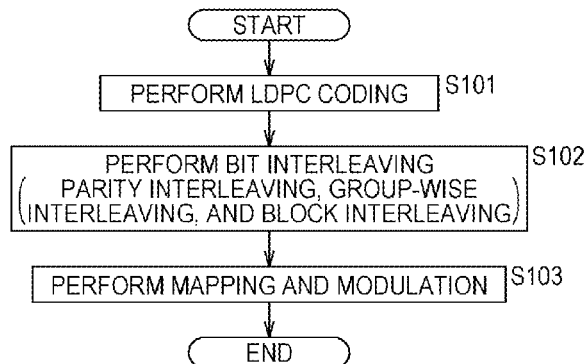 START
PERFORM LDPC CODING
S101
PERFORM BIT INTERLEAVING
(PARITY INTERLEAVING, GROUP-WISE
INTERLEAVING, AND BLOCK INTERLEAVING)
S102
PERFORM MAPPING AND MODULATION
S103
END